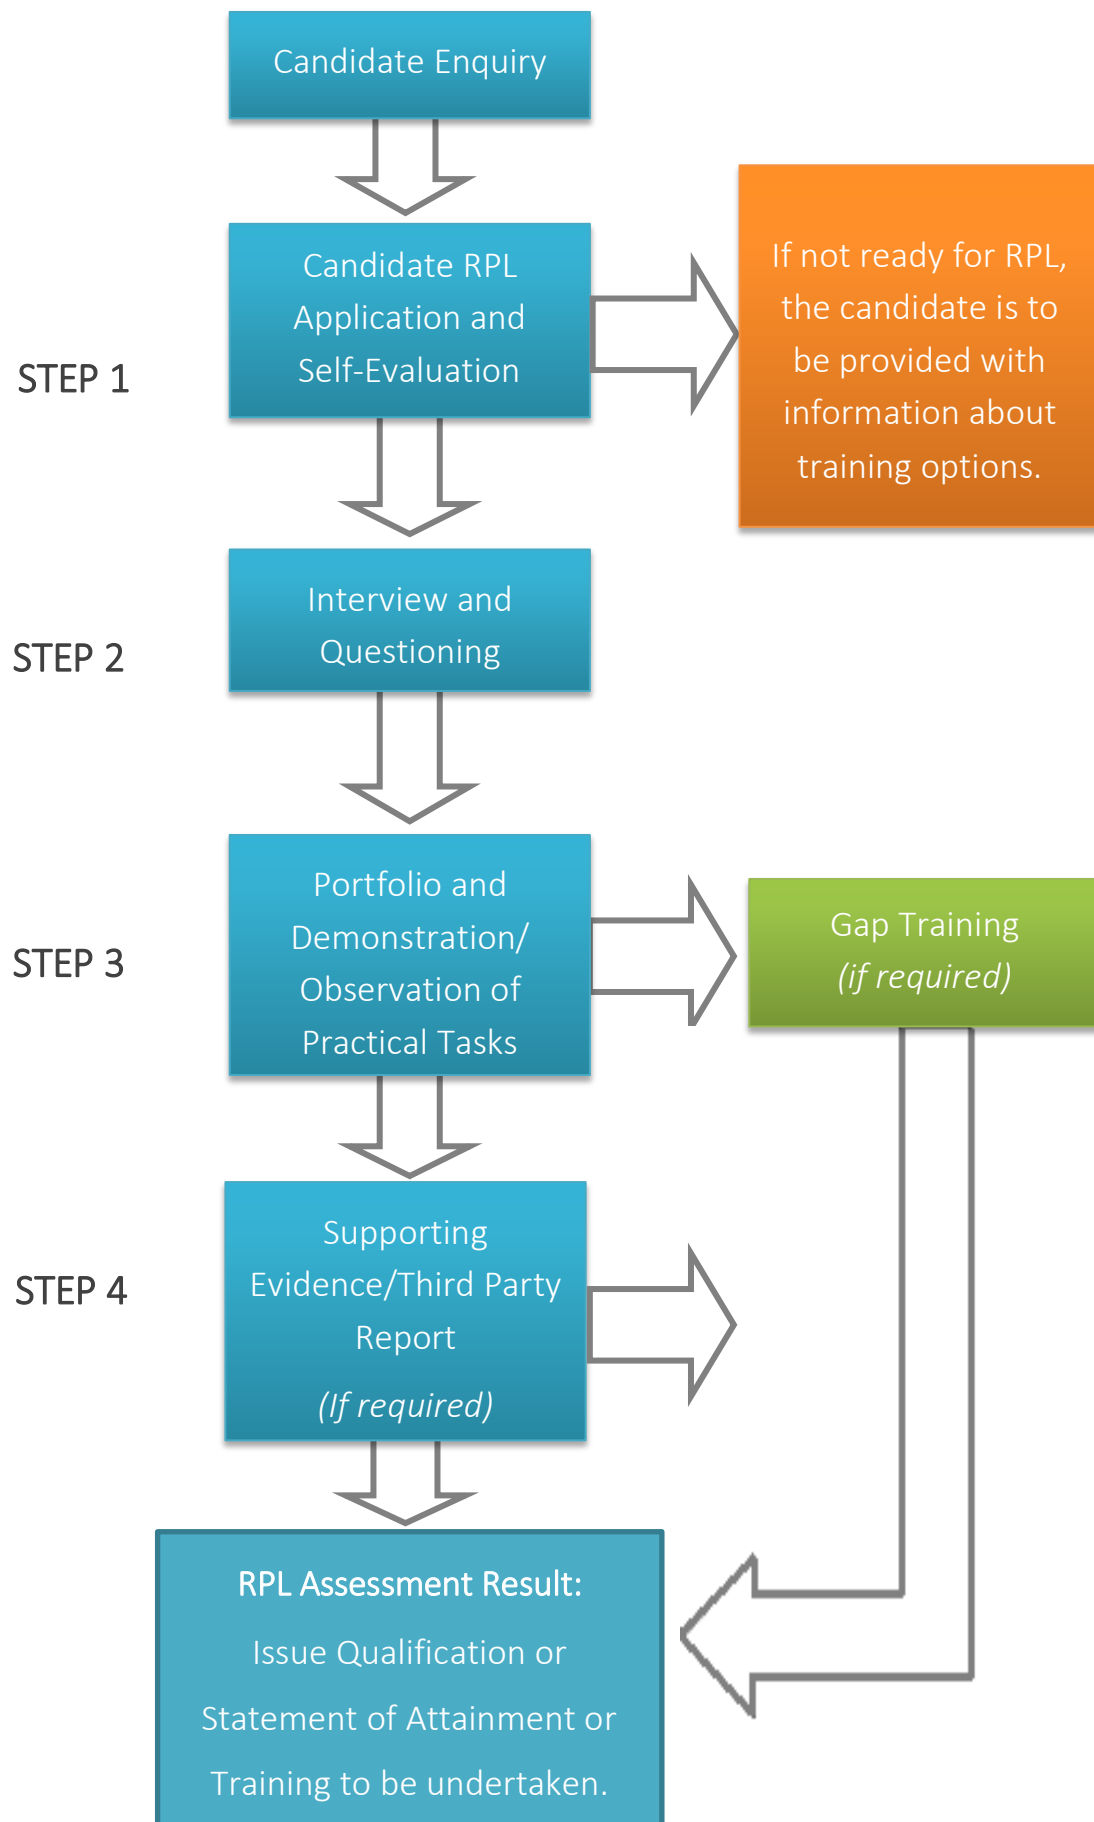 Candidate Enquiry
Candidate RPL
Application and
Self-Evaluation
If not ready for RPL,
the candidate is to
be provided with
information about
training options.
STEP 1
Interview and
Questioning
STEP 2
Portfolio and
Demonstration/
Observation of
Practical Tasks
Gap Training
(if required)
STEP 3
Supporting
Evidence/Third Party
Report
(If required)
STEP 4
RPL Assessment Result:
Issue Qualification or
Statement of Attainment or
Training to be undertaken.